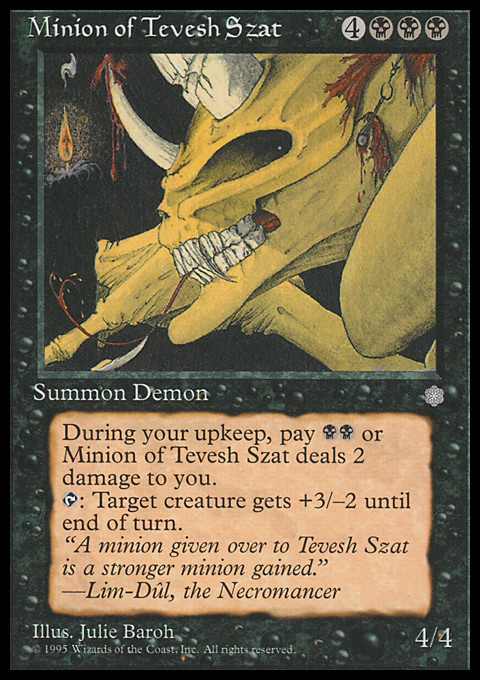 Minion of Tevesh Szat 4
Summon Demon
During your upkeep, pay or
Minion of Tevesh Szat deals 2
damage to you.
: Target creature gets +3/–2 until
end of turn.
“A minion given over to Tevesh Szat
is a stronger minion gained.”
—Lim-Dûl, the Necromancer
Illus. Julie Baroh
4/4
© 1995 Wizards of the Coast, Inc. All rights reserved.